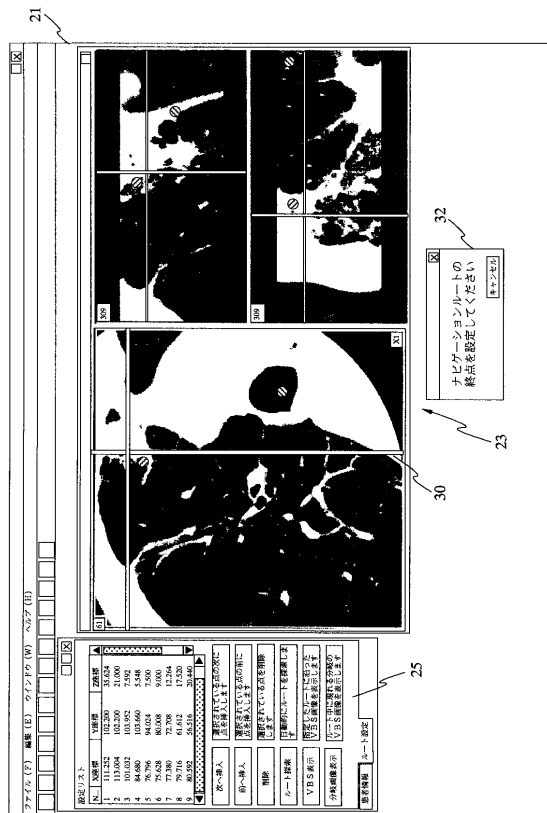 21
ファイル (F)　編集 (E)　ウインドウ (W)　ヘルプ (H)
設定リスト
N... X座標 Y座標 Z座標
1 111.252 102.200 35.624
2 113.004 102.200 21.000
3 101.032 103.952 7.592
4 84.680 103.660 3.548
5 76.796 94.024 7.500
6 75.628 80.008 9.000
7 77.380 72.708 12.264
8 79.716 61.612 17.520
9 80.592 56.516 20.440
次へ挿入 選択されている点の次に
点を挿入します
前へ挿入 選択されている点の前に
点を挿入します
削除 選択されている点を削除
します
ルート探索 自動的にルートを探索しま
す
VBS表示 指定したルートに沿った
VBS画像を表示します
分岐画像表示 ルート中に現れる分岐の
VBS画像を表示します
患者情報 ルート設定
25
61
X1
309
309
30
23
32
ナビゲーションルートの
終点を設定してください
キャンセル